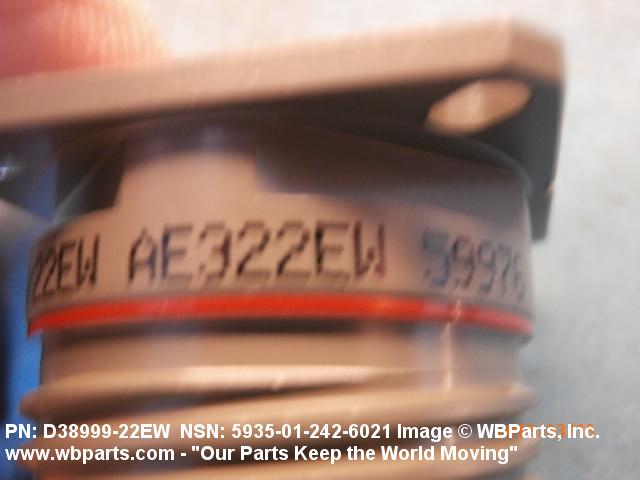 22EW AE322EW 59976
PN: D38999-22EW NSN: 5935-01-242-6021 Image © WBParts, Inc.
www.wbparts.com - "Our Parts Keep the World Moving"